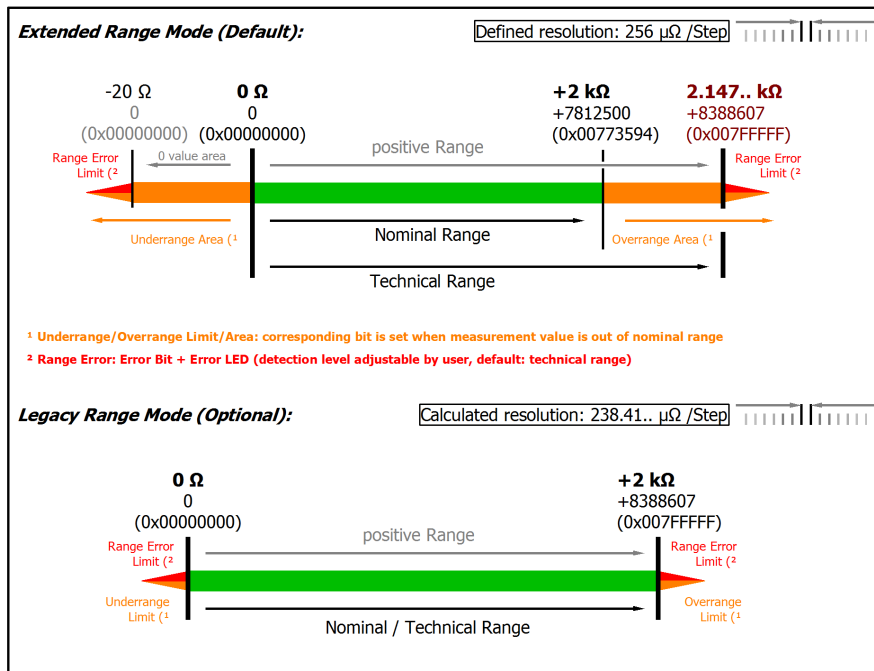 Extended Range Mode (Default):
Defined resolution: 256 µΩ /Step
-20 Ω
0
(0x00000000)
0 Ω
0
(0x00000000)
+2 kΩ
+7812500
(0x00773594)
2.147.. kΩ
+8388607
(0x007FFFFF)
Range Error
Limit (²
0 value area
positive Range
Range Error
Limit (²
Underrange Area (¹
Nominal Range
Overrange Area (¹
Technical Range
¹ Underrange/Overrange Limit/Area: corresponding bit is set when measurement value is out of nominal range
² Range Error: Error Bit + Error LED (detection level adjustable by user, default: technical range)
Legacy Range Mode (Optional):
Calculated resolution: 238.41.. µΩ /Step
0 Ω
0
(0x00000000)
+2 kΩ
+8388607
(0x007FFFFF)
Range Error
Limit (²
positive Range
Range Error
Limit (²
Underrange
Limit (¹
Nominal / Technical Range
Overrange
Limit (¹